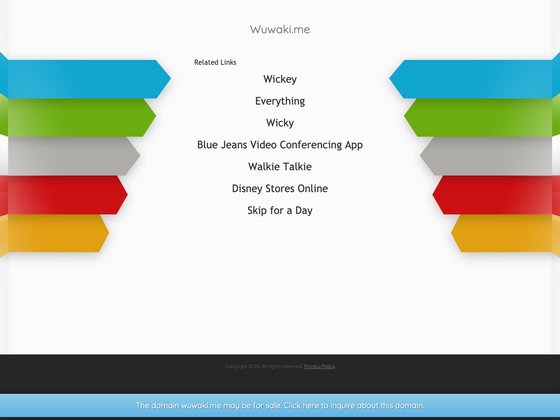 Wuwaki.me
Related Links
Wickey
Everything
Wicky
Blue Jeans Video Conferencing App
Walkie Talkie
Disney Stores Online
Skip for a Day
Copyright 2020. All rights reserved. Privacy Policy
The domain wuwaki.me may be for sale. Click here to inquire about this domain.